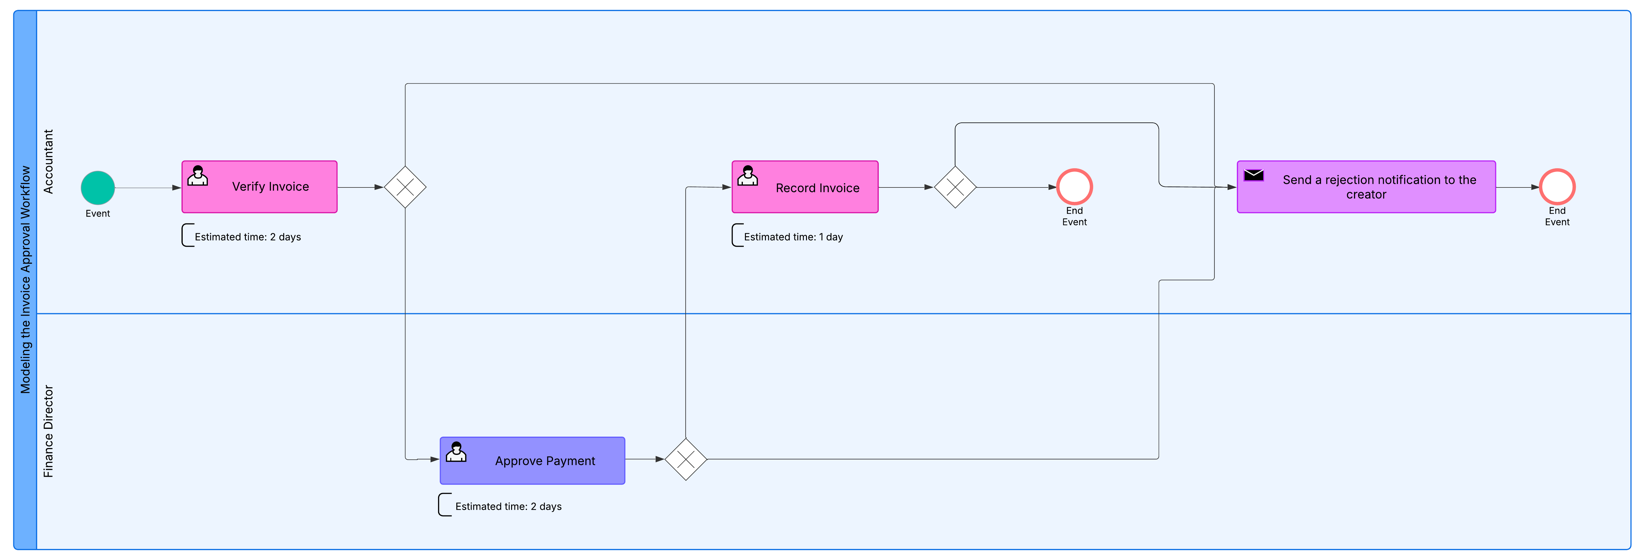 Modeling the Invoice Approval Workflow
Accountant
Event
Verify Invoice
Estimated time: 2 days
Record Invoice
Estimated time: 1 day
End
Event
Send a rejection notification to the
creator
End
Event
Finance Director
Approve Payment
Estimated time: 2 days